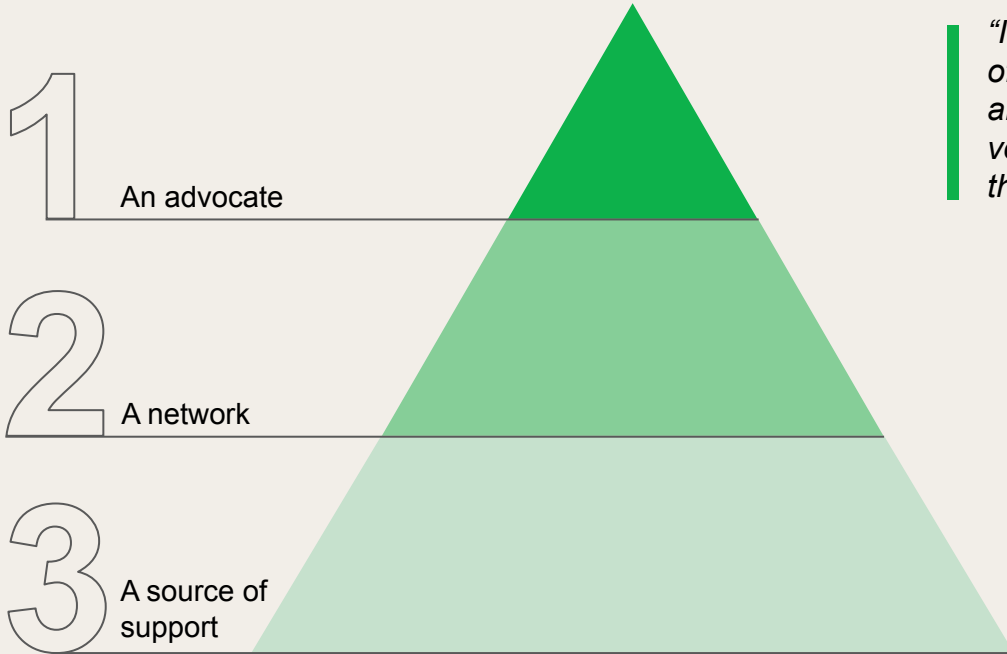 1
An advocate
2
A network
3
A source of
support